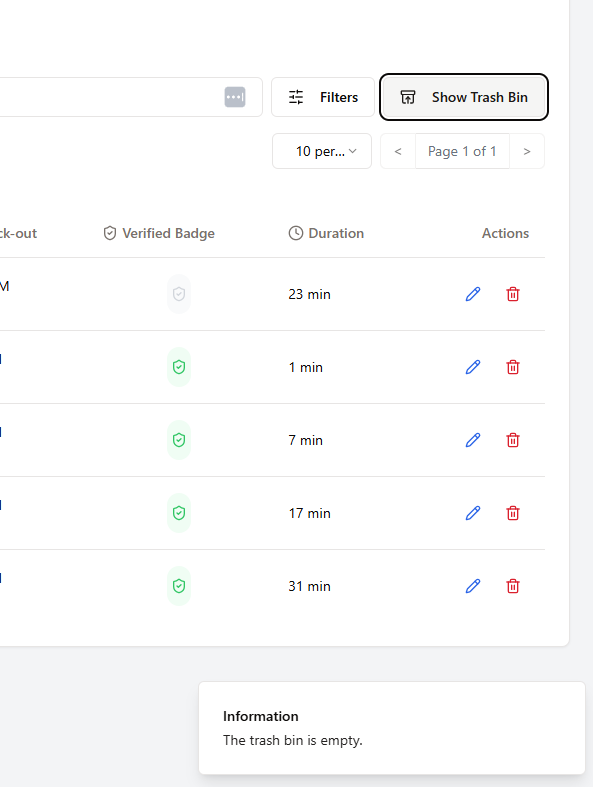 Filters
Show Trash Bin
10 per...
< Page 1 of 1 >
ck-out Verified Badge Duration Actions
M
23 min
1 min
7 min
17 min
31 min
Information
The trash bin is empty.